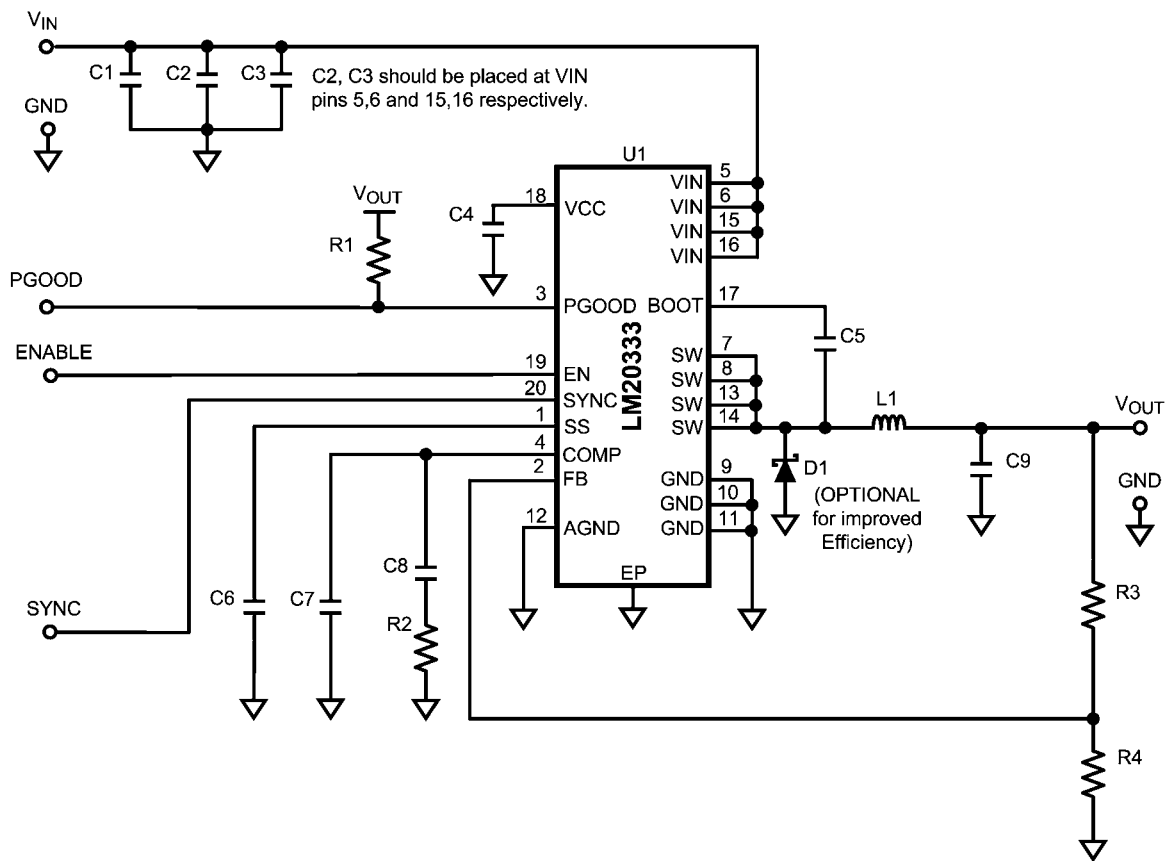 VIN
C1
C2
C3
C2, C3 should be placed at VIN
pins 5,6 and 15,16 respectively.
GND
U1
VOUT
R1
C4
18
VCC
VIN
5
VIN
6
VIN
15
VIN
16
PGOOD
3
PGOOD
BOOT
17
C5
ENABLE
19
EN
20
SYNC
1
SS
4
COMP
2
FB
12
AGND
LM20333
SW
7
SW
8
SW
13
SW
14
L1
VOUT
GND
9
GND
10
GND
11
D1
(OPTIONAL
for improved
Efficiency)
C9
GND
EP
SYNC
C6
C7
C8
R2
R3
R4